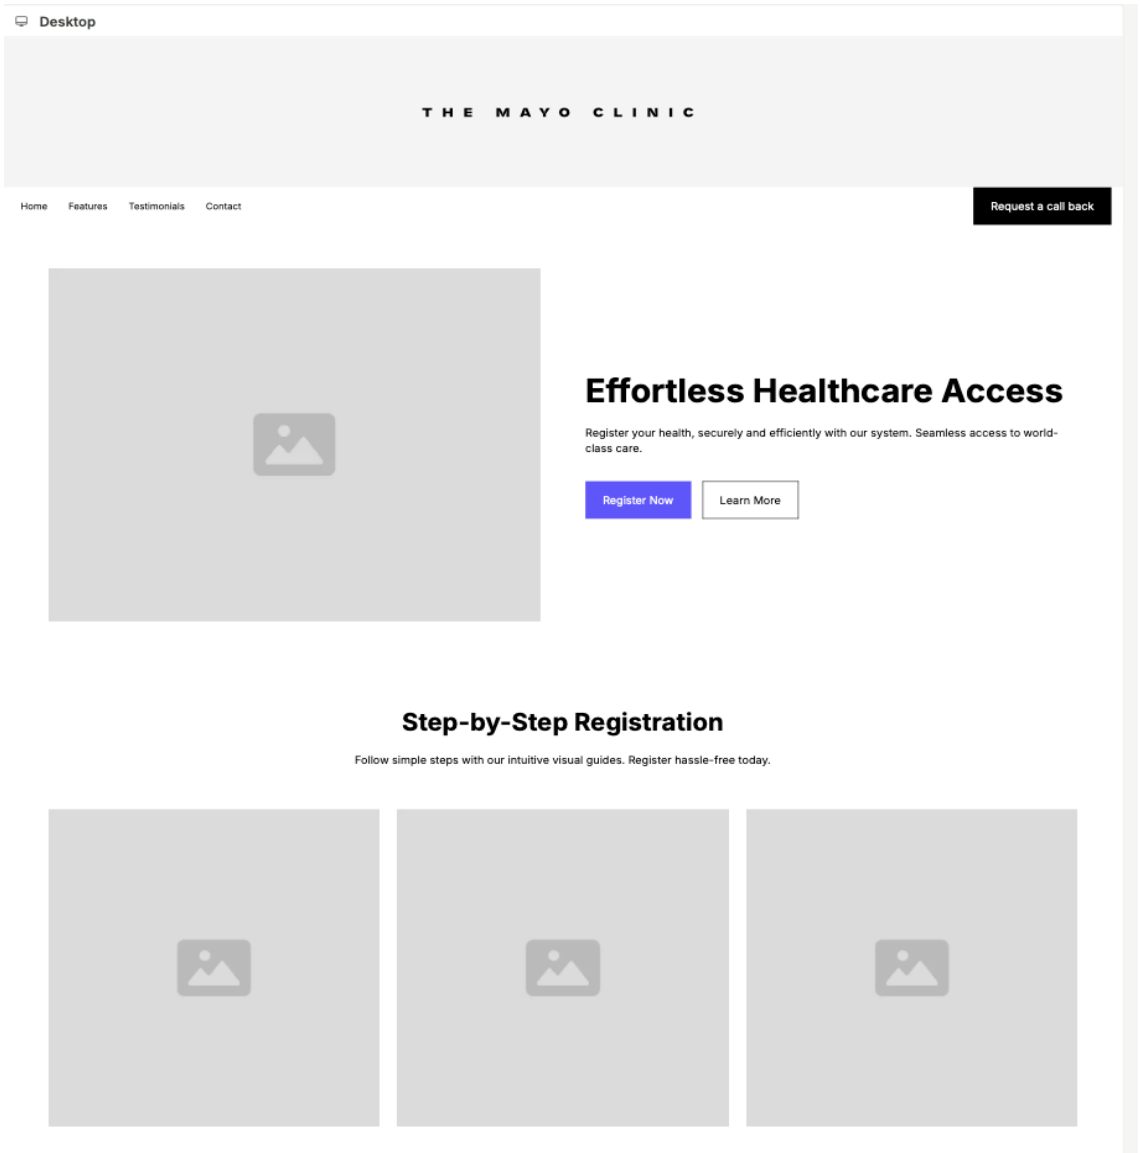 Desktop
THE MAYO CLINIC
Home Features Testimonials Contact Request a call back
Effortless Healthcare Access
Register your health, securely and efficiently with our system. Seamless access to world-
class care.
Register Now Learn More
Step-by-Step Registration
Follow simple steps with our intuitive visual guides. Register hassle-free today.